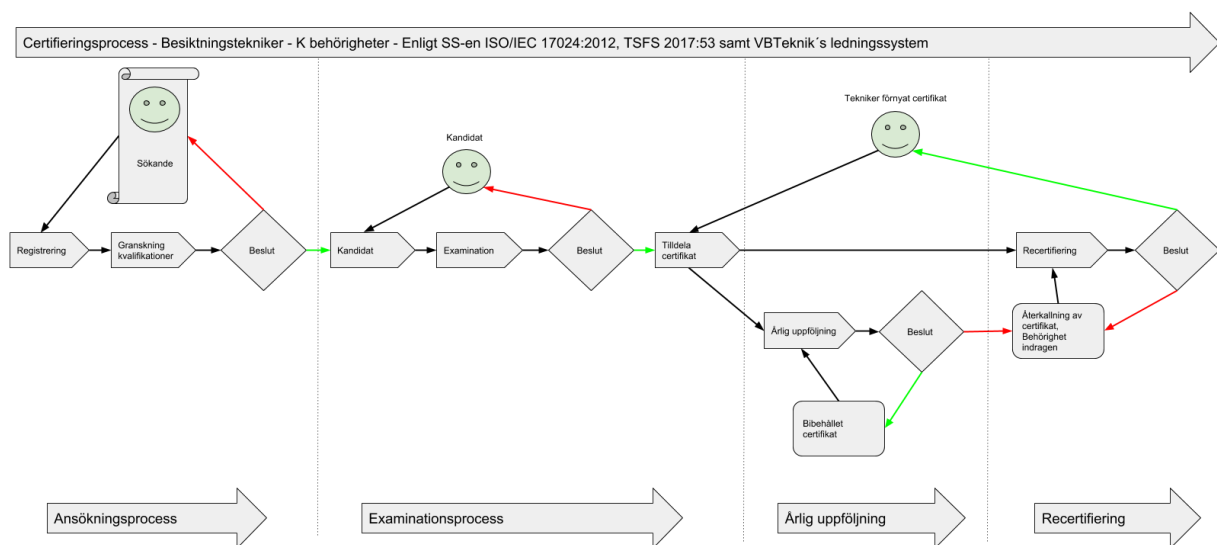 Certifieringsprocess - Besiktningstekniker - K behörigheter - Enligt SS-en ISO/IEC 17024:2012, TSFS 2017:53 samt VBTeknik´s ledningssystem
Sökande
Kandidat
Tekniker förnyat certifikat
Registrering
Granskning
kvalifikationer
Beslut
Kandidat
Examination
Beslut
Tilldela
certifikat
Recertifiering
Beslut
Årlig uppföljning
Beslut
Återkallning av
certifikat,
Behörighet
indragen
Bibehållet
certifikat
Ansökningsprocess
Examinationsprocess
Årlig uppföljning
Recertifiering